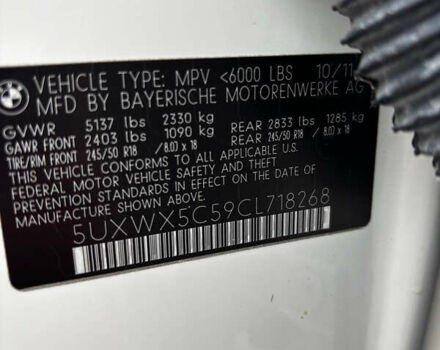 BMW
VEHICLE TYPE: MPV <6000 LBS 10/11
MFD BY BAYERISCHE MOTORENWERKE AG
GVWR 5137 lbs 2330 kg
GAWR FRONT 2403 lbs 1090 kg REAR 2833 lbs 1285 kg
TIRE/RIM FRONT 245/50 R18 / 8.0J x 18 REAR 245/50 R18 / 8.0J x 18
THIS VEHICLE CONFORMS TO ALL APPLICABLE
FEDERAL MOTOR VEHICLE SAFETY AND THEFT
PREVENTION STANDARDS IN EFFECT ON THE DATE
OF MANUFACTURE SHOWN ABOVE
5UXWX5C59CL718268